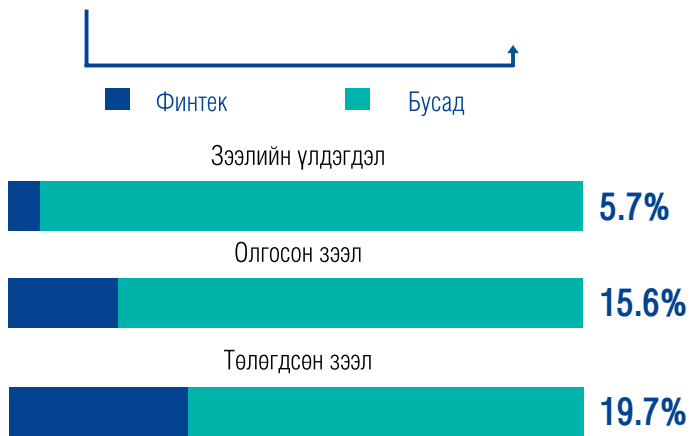 Финтек Бусад
Зээлийн үлдэгдэл
5.7%
Олгосон зээл
15.6%
Төлөгдсөн зээл
19.7%